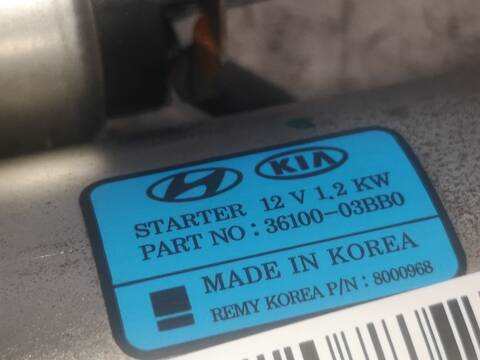 KIA
STARTER 12 V 1.2 KW
PART NO : 36100-03BB0
MADE IN KOREA
REMY KOREA P/N : 8000968